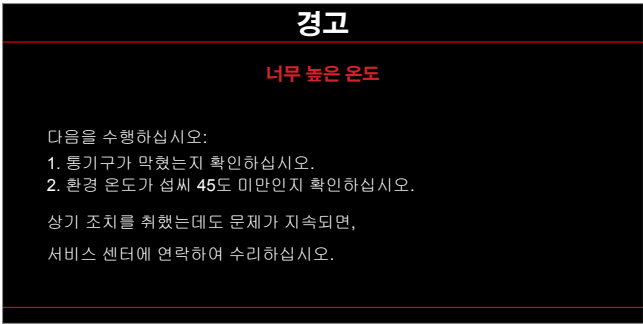 경고
너무 높은 온도
다음을 수행하십시오:
1. 통기구가 막혔는지 확인하십시오.
2. 환경 온도가 섭씨 45도 미만인지 확인하십시오.
상기 조치를 취했는데도 문제가 지속되면,
서비스 센터에 연락하여 수리하십시오.